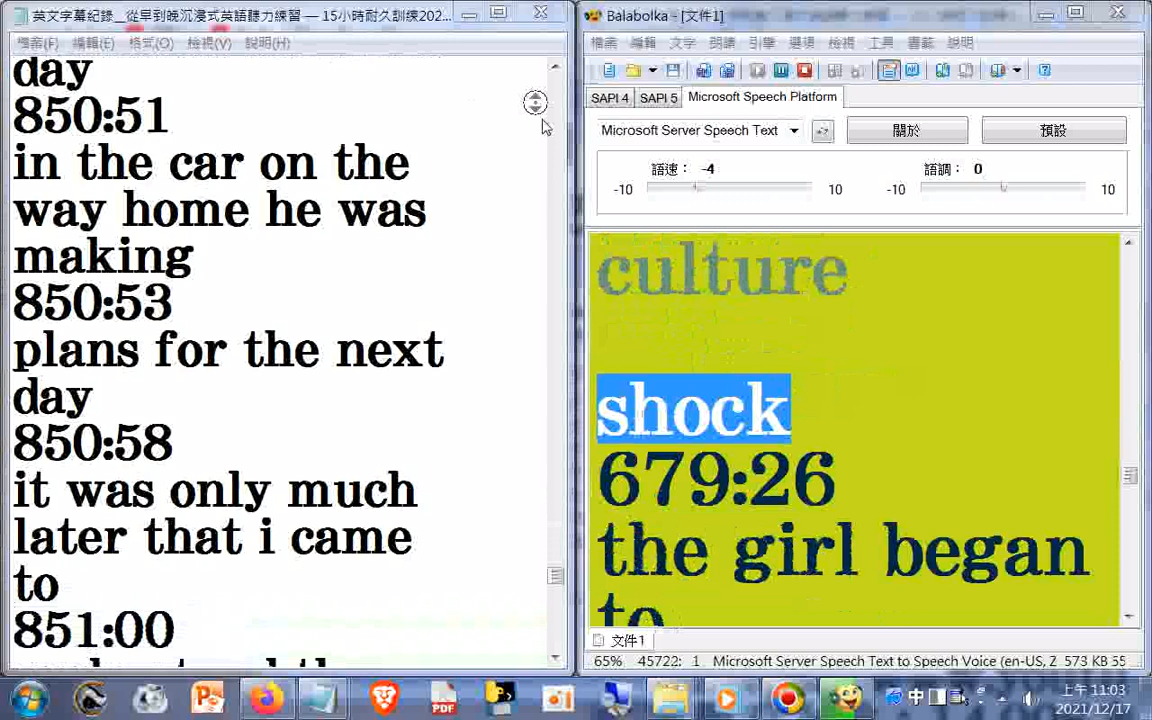 英文字幕紀錄__從早到晚沉浸式英語聽力練習 — 15小時耐久訓練202...
檔案(F) 編輯(E) 格式(O) 檢視(V) 說明(H)
day
850:51
in the car on the
way home he was
making
850:53
plans for the next
day
850:58
it was only much
later that i came
to
851:00
Balabolka - [文件1]
檔案 編輯 文字 朗讀 引擎 選項 檢視 工具 書籤 說明
SAPI 4 SAPI 5 Microsoft Speech Platform
Microsoft Server Speech Text 關於 預設
語速： -4 語調： 0
-10 10 -10 10
culture
shock
679:26
the girl began
to
文件1
65% 45722: 1 Microsoft Server Speech Text to Speech Voice (en-US, Z 573 KB 55
中
PDF
上午 11:03
2021/12/17